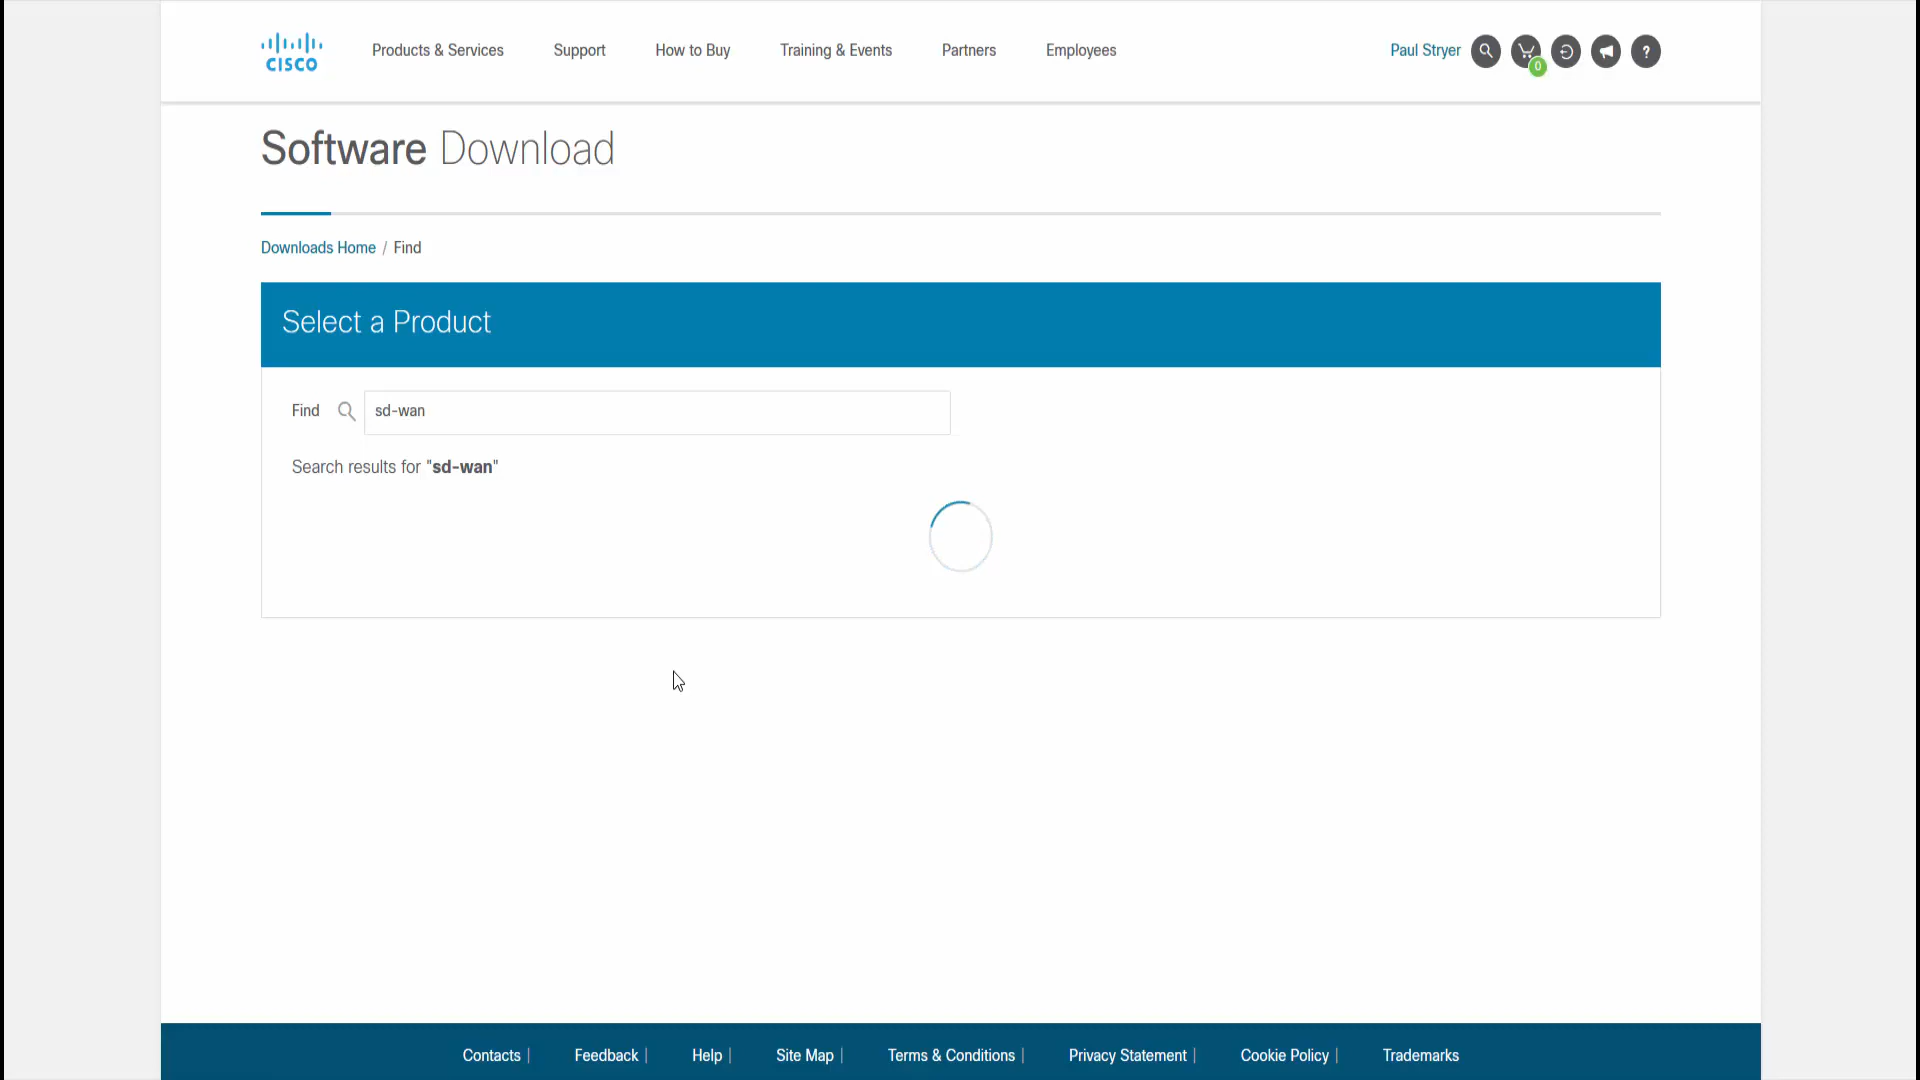 CISCO
Products & Services Support How to Buy Training & Events Partners Employees Paul Stryer 0 ?
Software Download
Downloads Home / Find
Select a Product
Find sd-wan
Search results for "sd-wan"
Contacts | Feedback | Help | Site Map | Terms & Conditions | Privacy Statement | Cookie Policy | Trademarks